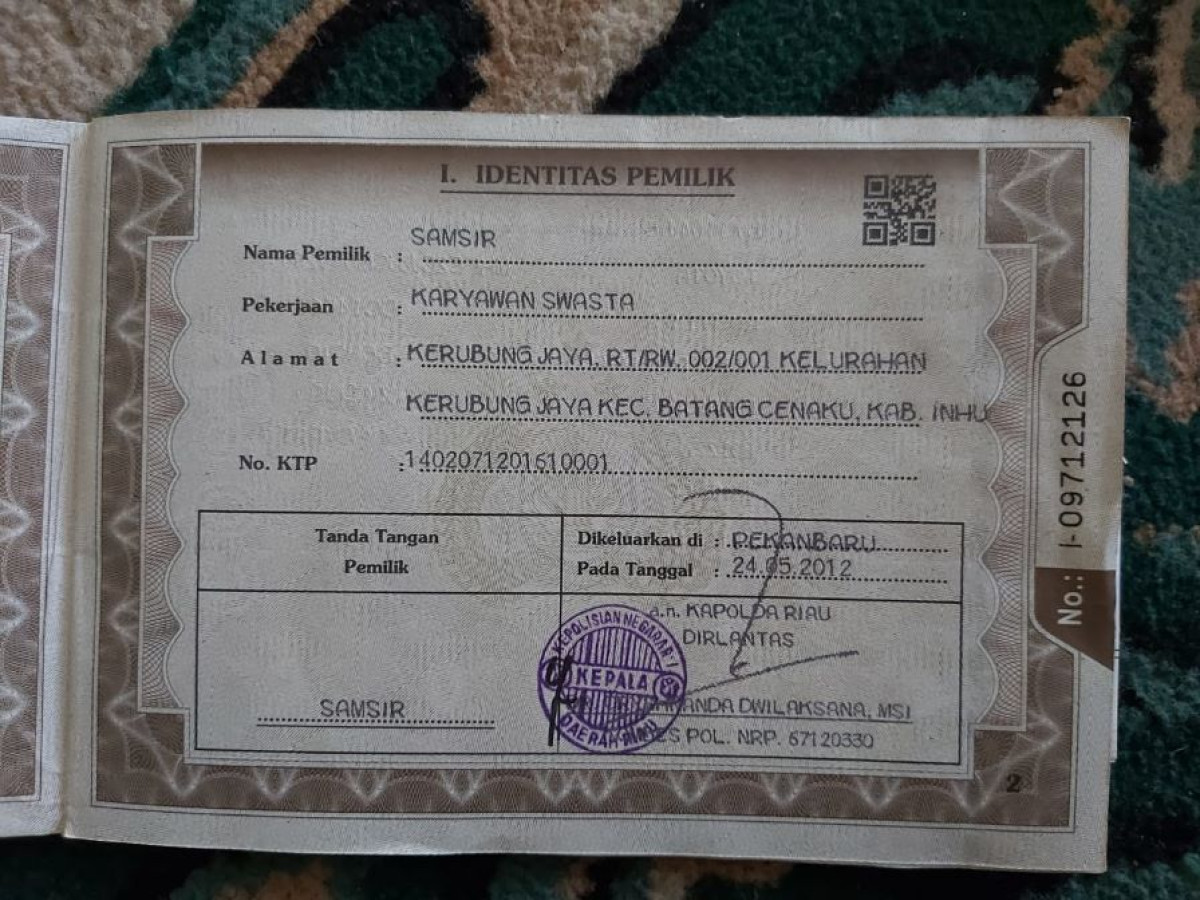 I. IDENTITAS PEMILIK
Nama Pemilik : SAMSIR
Pekerjaan : KARYAWAN SWASTA
Alamat : KERUBUNG JAYA, RT/RW. 002/001 KELURAHAN
KERUBUNG JAYA KEC. BATANG CENAKU, KAB. INHU
No. KTP : 1402071201610001
Tanda Tangan
Pemilik
Dikeluarkan di : PEKANBARU
Pada Tanggal : 24.05.2012
a.n. KAPOLDA RIAU
DIRLANTAS
KEPOLISIAN NEGARA
KEPALA
DAERAH RIAU
SAMSIR
DWILAKSANA, MSI
POL. NRP. 67120330
No.: I-09712126
2